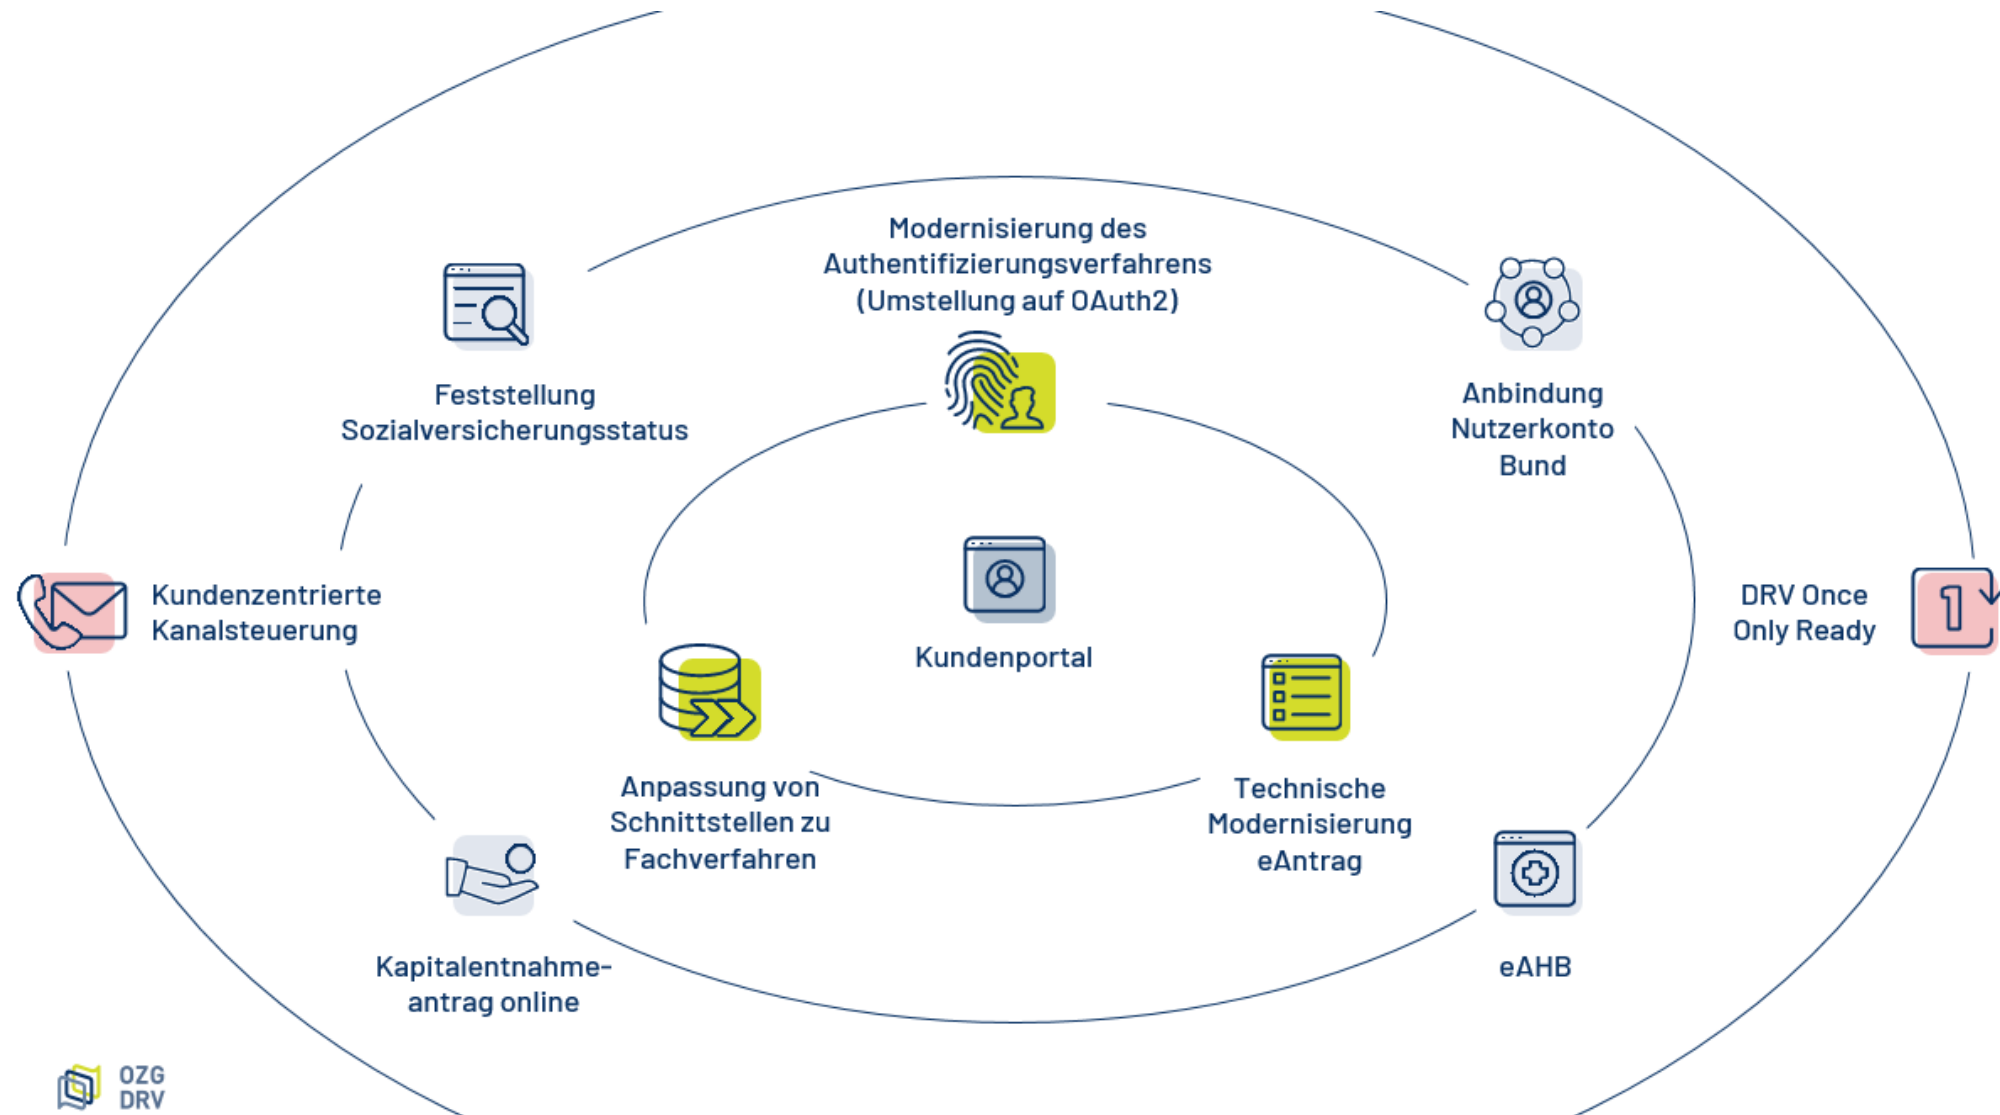 Modernisierung des
Authentifizierungsverfahrens
(Umstellung auf OAuth2)
Feststellung
Sozialversicherungsstatus
Anbindung
Nutzerkonto
Bund
Kundenzentrierte
Kanalsteuerung
Kundenportal
DRV Once
Only Ready
1
Anpassung von
Schnittstellen zu
Fachverfahren
Technische
Modernisierung
eAntrag
Kapitalentnahme-
antrag online
eAHB
OZG
DRV